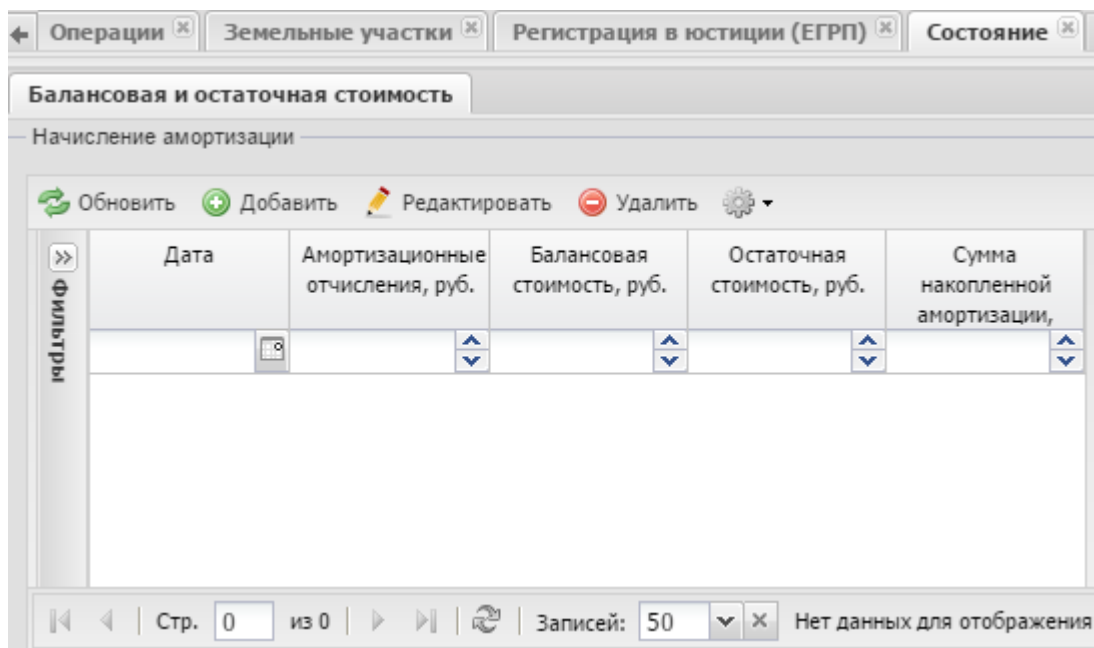 Операции Земельные участки Регистрация в юстиции (ЕГРП) Состояние
Балансовая и остаточная стоимость
Начисление амортизации
Обновить Добавить Редактировать Удалить
Фильтры
Дата Амортизационные Балансовая Остаточная Сумма
отчисления, руб. стоимость, руб. стоимость, руб. накопленной
амортизации,
Стр. 0 из 0 Записей: 50 Нет данных для отображения